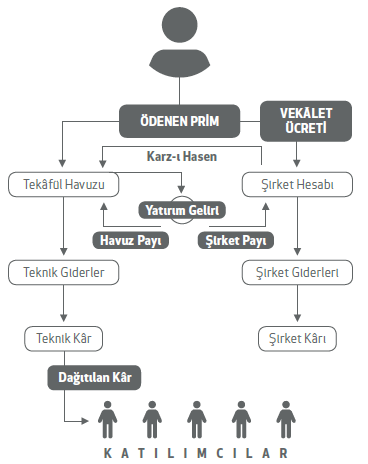 ÖDENEN PRİM
VEKÂLET
ÜCRETİ
Karz-ı Hasen
Tekâfül Havuzu
Şirket Hesabı
Yatırım Geliri
Havuz Payı
Şirket Payı
Teknik Giderler
Şirket Giderleri
Teknik Kâr
Şirket Kârı
Dağıtılan Kâr
KATILIMCILAR